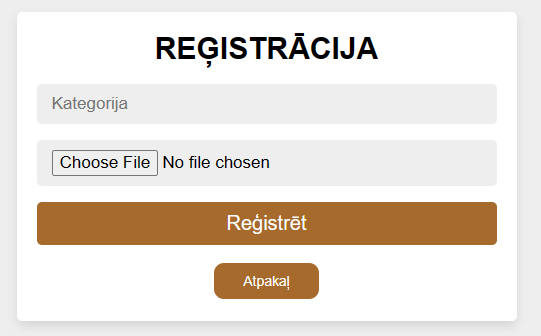 REĢISTRĀCIJA
Kategorija
Choose File No file chosen
Reģistrēt
Atpakaļ